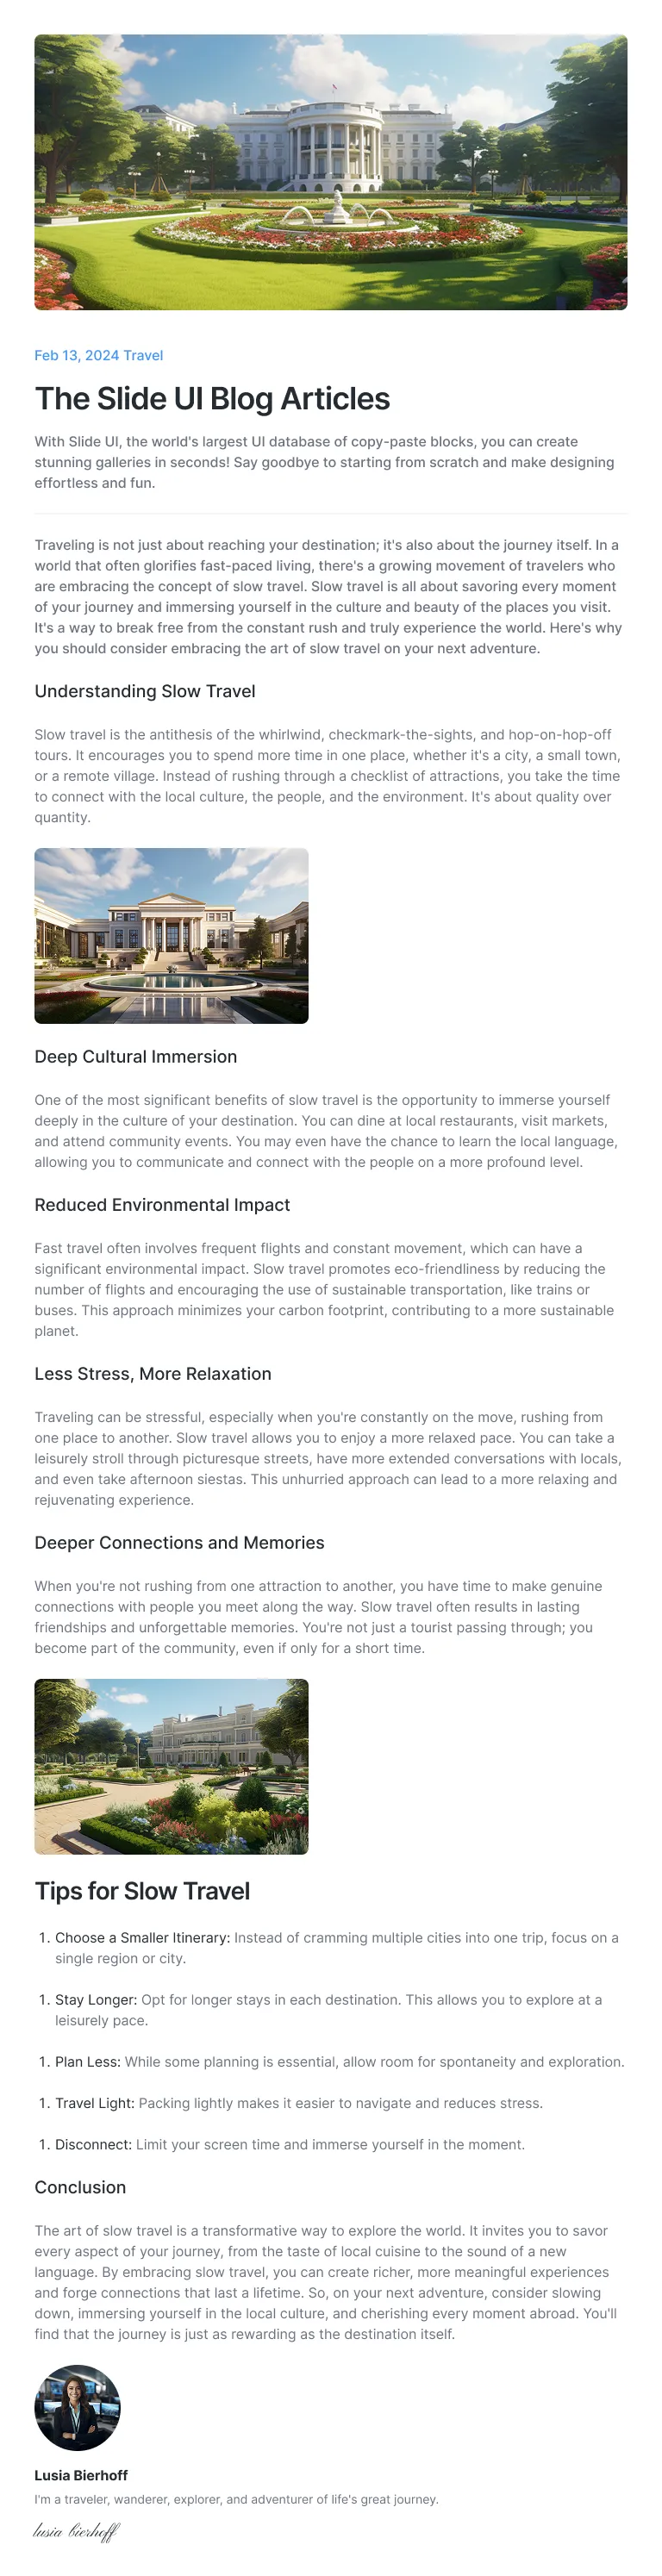 Feb 13, 2024 Travel
The Slide UI Blog Articles
With Slide UI, the world's largest UI database of copy-paste blocks, you can create
stunning galleries in seconds! Say goodbye to starting from scratch and make designing
effortless and fun.
Traveling is not just about reaching your destination; it's also about the journey itself. In a
world that often glorifies fast-paced living, there's a growing movement of travelers who
are embracing the concept of slow travel. Slow travel is all about savoring every moment
of your journey and immersing yourself in the culture and beauty of the places you visit.
It's a way to break free from the constant rush and truly experience the world. Here's why
you should consider embracing the art of slow travel on your next adventure.
Understanding Slow Travel
Slow travel is the antithesis of the whirlwind, checkmark-the-sights, and hop-on-hop-off
tours. It encourages you to spend more time in one place, whether it's a city, a small town,
or a remote village. Instead of rushing through a checklist of attractions, you take the time
to connect with the local culture, the people, and the environment. It's about quality over
quantity.
Deep Cultural Immersion
One of the most significant benefits of slow travel is the opportunity to immerse yourself
deeply in the culture of your destination. You can dine at local restaurants, visit markets,
and attend community events. You may even have the chance to learn the local language,
allowing you to communicate and connect with the people on a more profound level.
Reduced Environmental Impact
Fast travel often involves frequent flights and constant movement, which can have a
significant environmental impact. Slow travel promotes eco-friendliness by reducing the
number of flights and encouraging the use of sustainable transportation, like trains or
buses. This approach minimizes your carbon footprint, contributing to a more sustainable
planet.
Less Stress, More Relaxation
Traveling can be stressful, especially when you're constantly on the move, rushing from
one place to another. Slow travel allows you to enjoy a more relaxed pace. You can take a
leisurely stroll through picturesque streets, have more extended conversations with locals,
and even take afternoon siestas. This unhurried approach can lead to a more relaxing and
rejuvenating experience.
Deeper Connections and Memories
When you're not rushing from one attraction to another, you have time to make genuine
connections with people you meet along the way. Slow travel often results in lasting
friendships and unforgettable memories. You're not just a tourist passing through; you
become part of the community, even if only for a short time.
Tips for Slow Travel
1. Choose a Smaller Itinerary: Instead of cramming multiple cities into one trip, focus on a
single region or city.
1. Stay Longer: Opt for longer stays in each destination. This allows you to explore at a
leisurely pace.
1. Plan Less: While some planning is essential, allow room for spontaneity and exploration.
1. Travel Light: Packing lightly makes it easier to navigate and reduces stress.
1. Disconnect: Limit your screen time and immerse yourself in the moment.
Conclusion
The art of slow travel is a transformative way to explore the world. It invites you to savor
every aspect of your journey, from the taste of local cuisine to the sound of a new
language. By embracing slow travel, you can create richer, more meaningful experiences
and forge connections that last a lifetime. So, on your next adventure, consider slowing
down, immersing yourself in the local culture, and cherishing every moment abroad. You'll
find that the journey is just as rewarding as the destination itself.
Lusia Bierhoff
I'm a traveler, wanderer, explorer, and adventurer of life's great journey.
lusia bierhoff